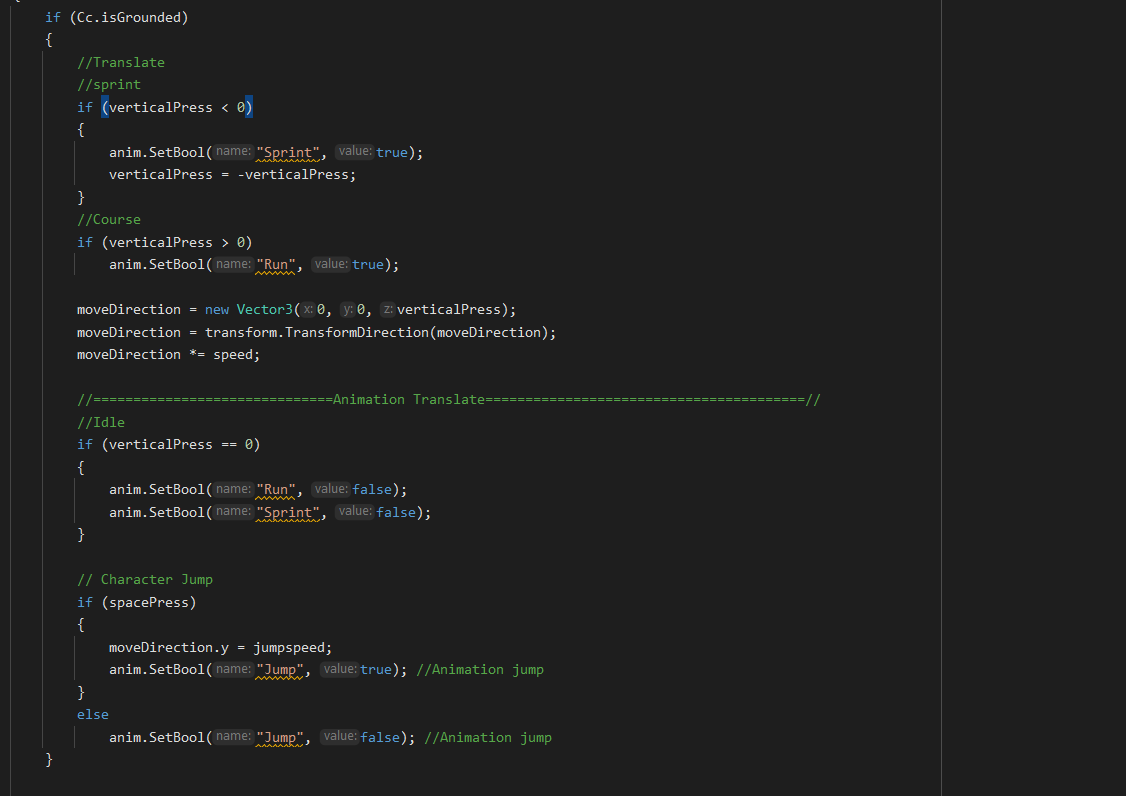 if (Cc.isGrounded)
{
//Translate
//sprint
if (verticalPress < 0)
{
anim.SetBool(name: "Sprint", value: true);
verticalPress = -verticalPress;
}
//Course
if (verticalPress > 0)
anim.SetBool(name: "Run", value: true);
moveDirection = new Vector3(x: 0, y: 0, z: verticalPress);
moveDirection = transform.TransformDirection(moveDirection);
moveDirection *= speed;
//==============================Animation Translate========================================//
//Idle
if (verticalPress == 0)
{
anim.SetBool(name: "Run", value: false);
anim.SetBool(name: "Sprint", value: false);
}
// Character Jump
if (spacePress)
{
moveDirection.y = jumpspeed;
anim.SetBool(name: "Jump", value: true); //Animation jump
}
else
anim.SetBool(name: "Jump", value: false); //Animation jump
}